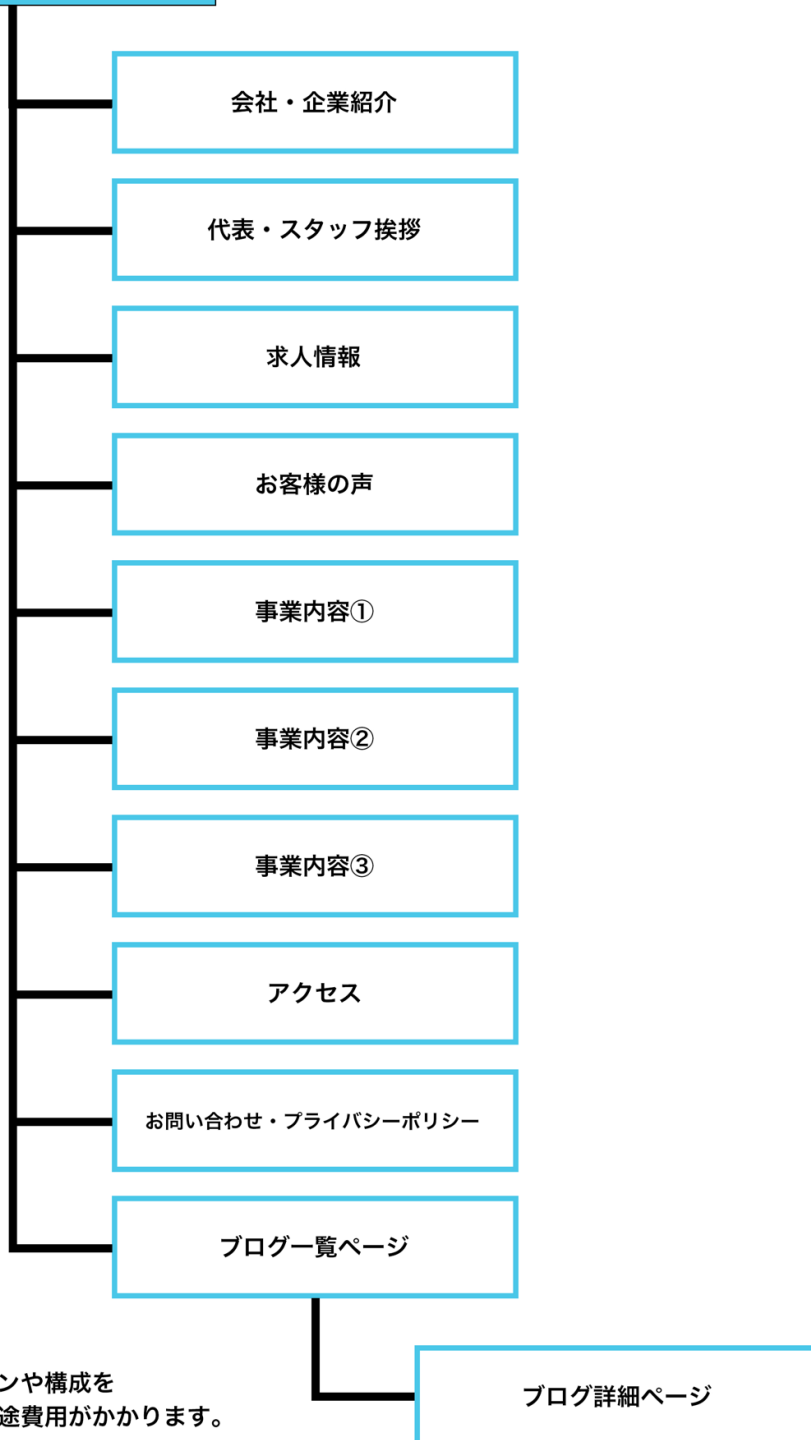 会社・企業紹介
代表・スタッフ挨拶
求人情報
お客様の声
事業内容①
事業内容②
事業内容③
アクセス
お問い合わせ・プライバシーポリシー
ブログ一覧ページ
ンや構成を
途費用がかかります。
ブログ詳細ページ